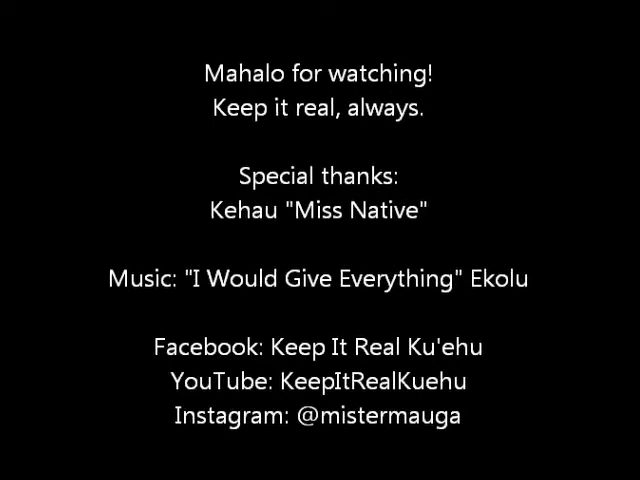 Mahalo for watching!
Keep it real, always.
Special thanks:
Kehau "Miss Native"
Music: "I Would Give Everything" Ekolu
Facebook: Keep It Real Ku'ehu
YouTube: KeepItRealKuehu
Instagram: @mistermauga